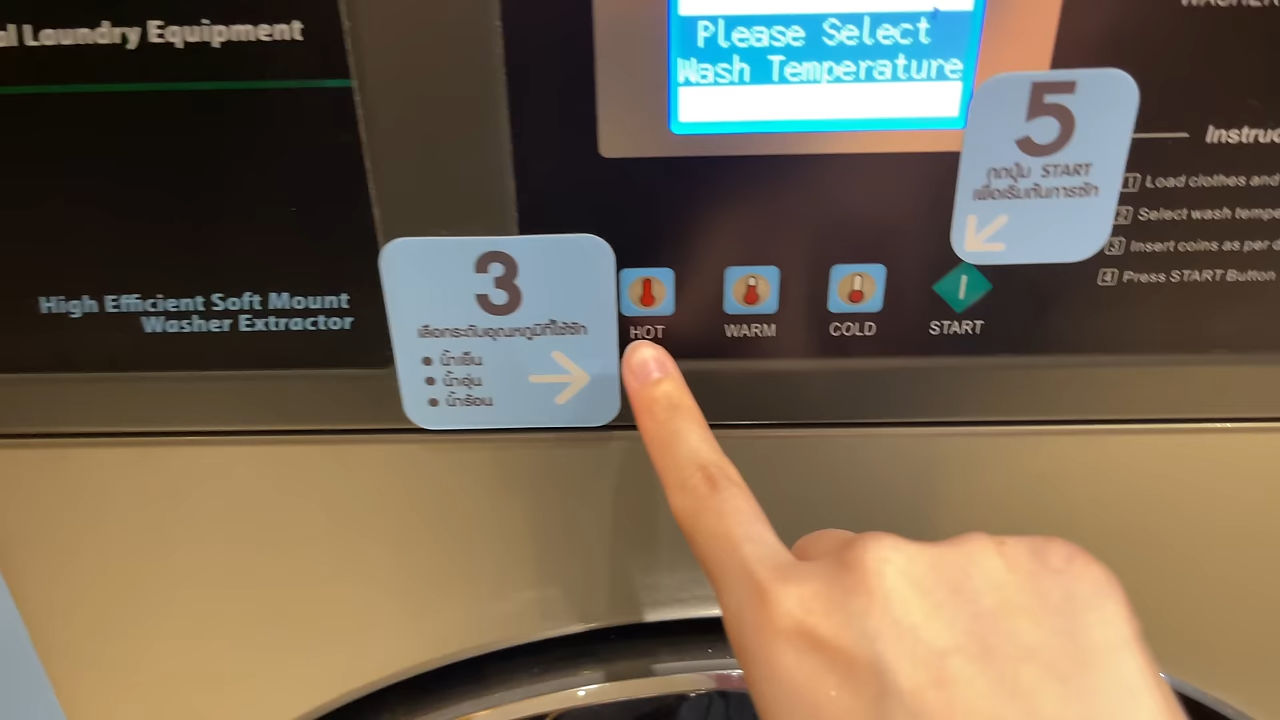 al Laundry Equipment
High Efficient Soft Mount
Washer Extractor
Please Select
Wash Temperature
3
เลือกระดับอุณหภูมิที่ใช้ซัก
● น้ำเย็น
● น้ำอุ่น
● น้ำร้อน
HOT
WARM
COLD
START
5
กดปุ่ม START
เพื่อเริ่มต้นการซัก
WASHER
Instruc
1 Load clothes and
2 Select wash tempe
3 Insert coins as per
4 Press START Button